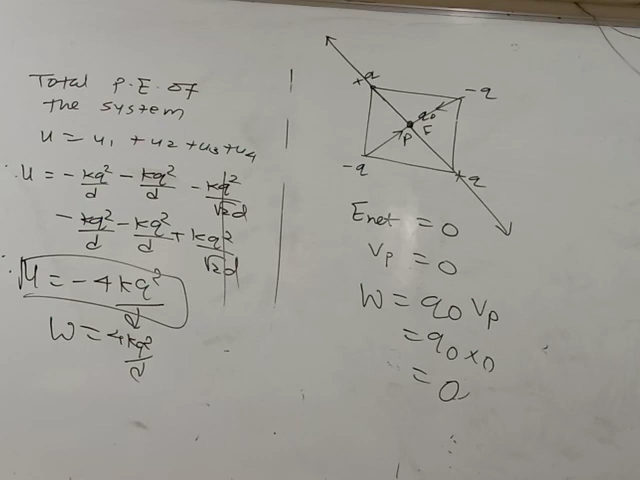 Total P.E. of
the system
u = u1 + u2 + u3 + u4
∴ u = - kq²/d - kq²/d - kq²/√2d
- kq²/d - kq²/d + kq²/√2d
∴ u = -4kq²/d
W = 4kq²/d
+q
-q
q0
P E
-q
+q
Enet = 0
Vp = 0
W = q0 Vp
= q0 x 0
= 0